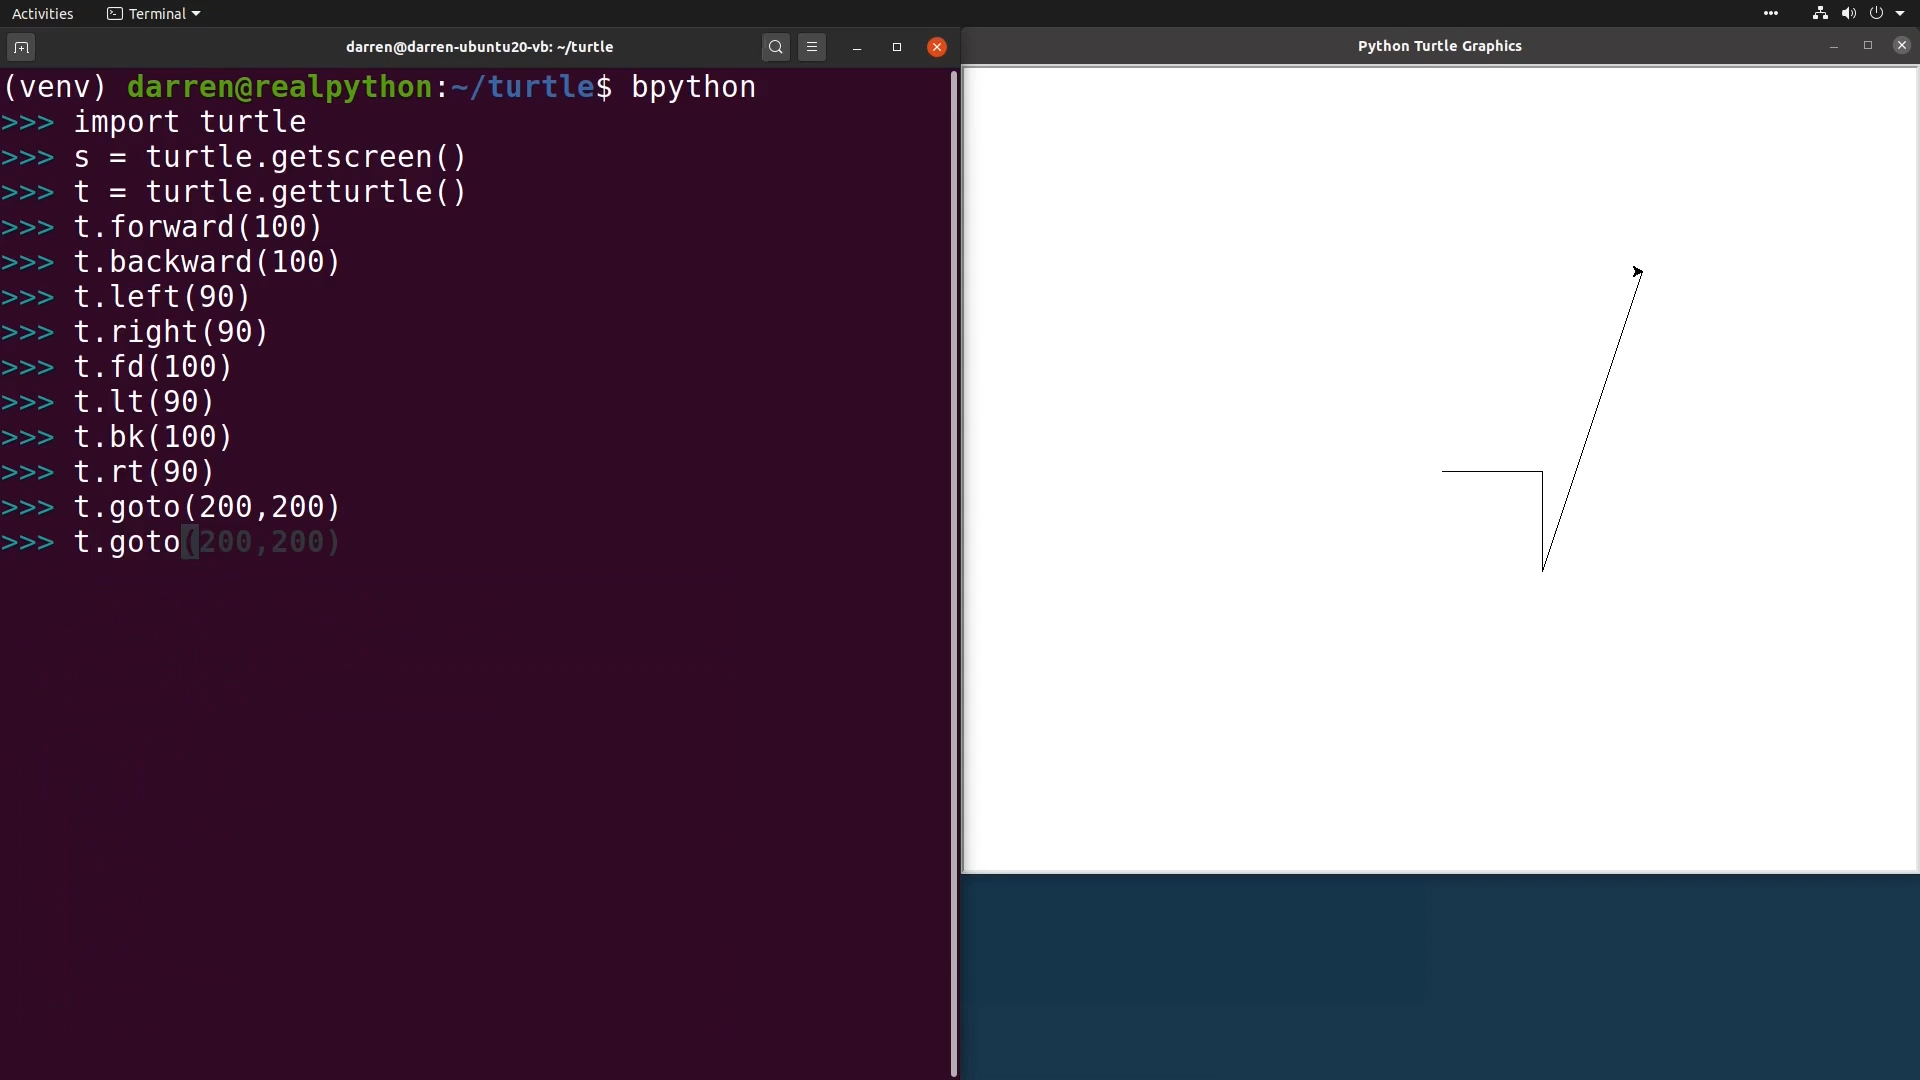 Activities Terminal
darren@darren-ubuntu20-vb: ~/turtle
Python Turtle Graphics
(venv) darren@realpython:~/turtle$ bpython
>>> import turtle
>>> s = turtle.getscreen()
>>> t = turtle.getturtle()
>>> t.forward(100)
>>> t.backward(100)
>>> t.left(90)
>>> t.right(90)
>>> t.fd(100)
>>> t.lt(90)
>>> t.bk(100)
>>> t.rt(90)
>>> t.goto(200,200)
>>> t.goto(200,200)